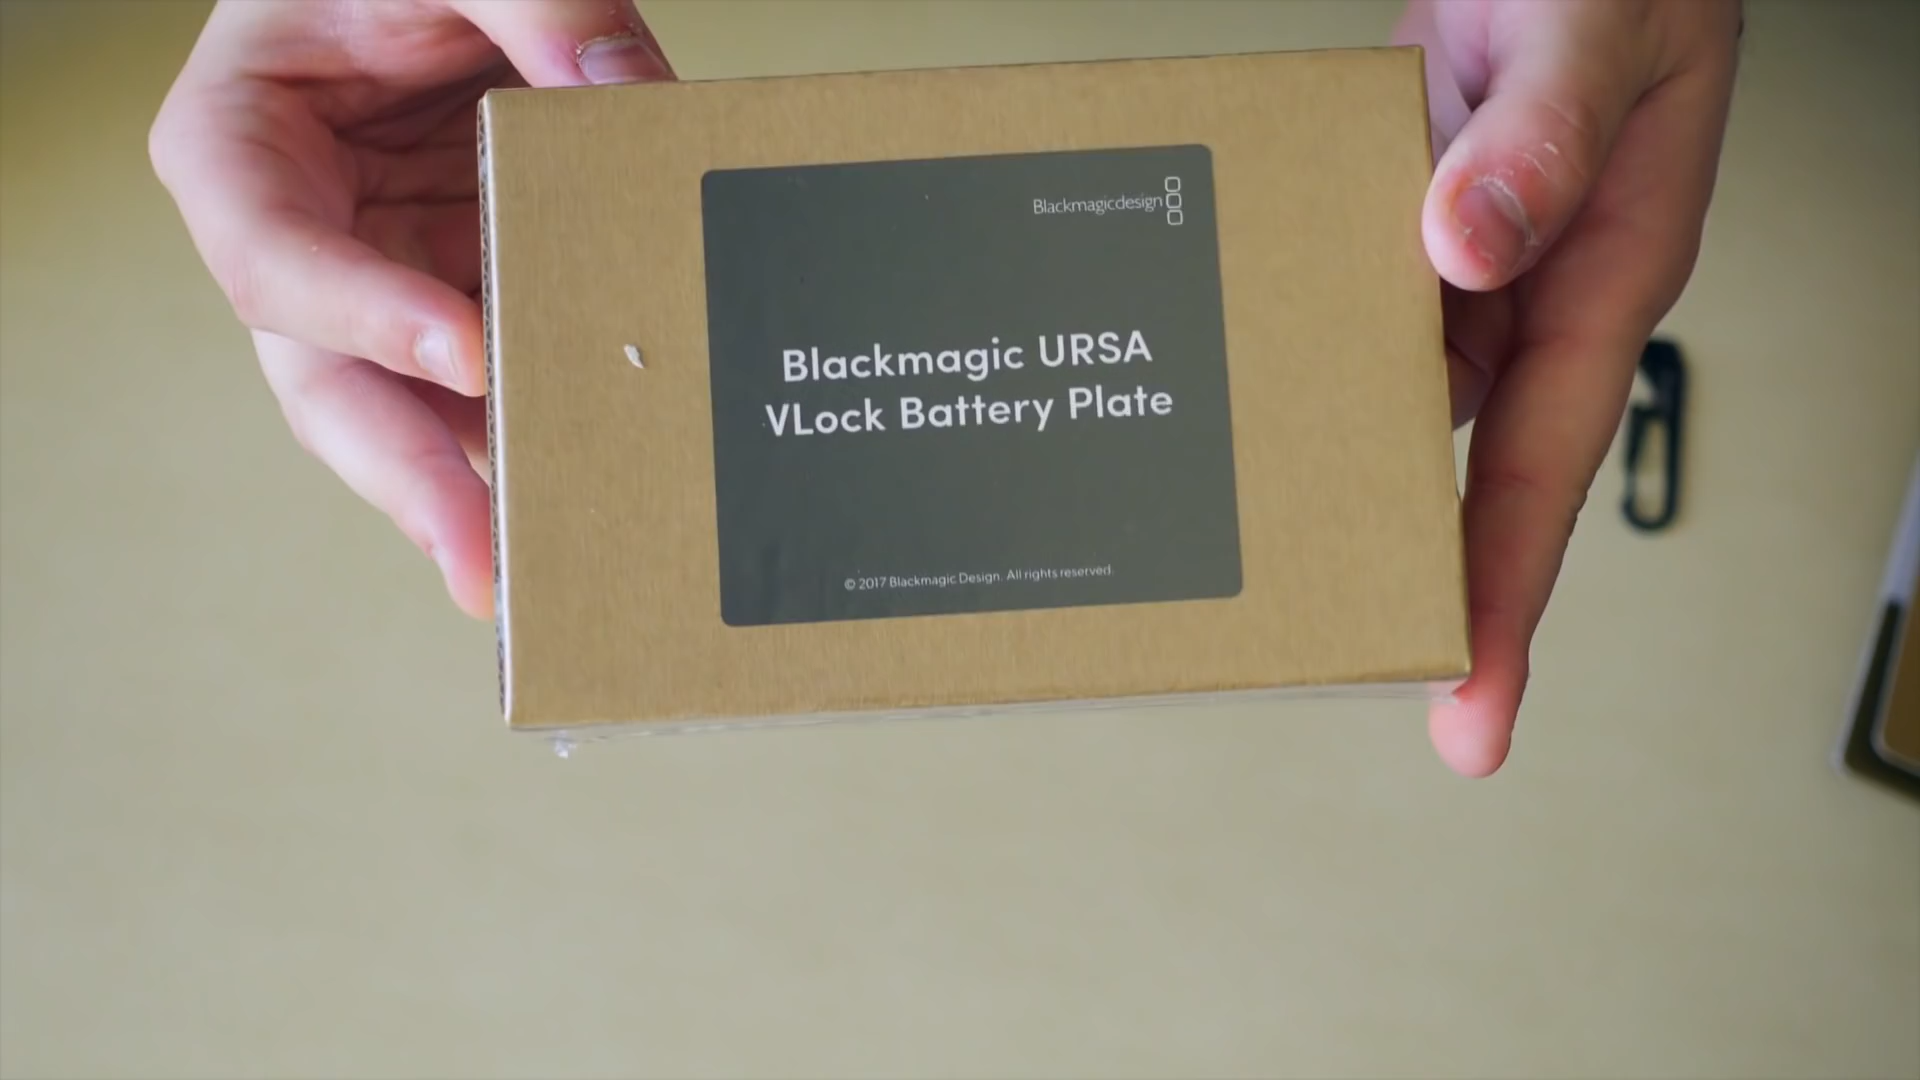 Blackmagicdesign
Blackmagic URSA
VLock Battery Plate
© 2017 Blackmagic Design. All rights reserved.